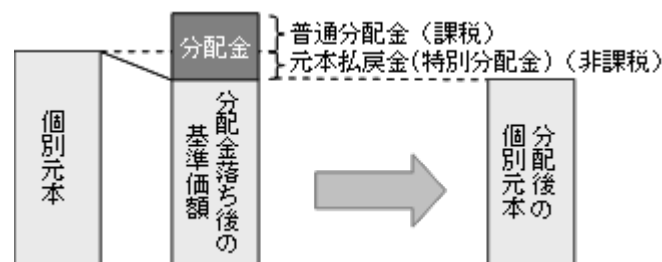 分配金
普通分配金（課税）
元本払戻金(特別分配金)（非課税）
個別元本
分配金落ち後の
基準価額
分配後の
個別元本